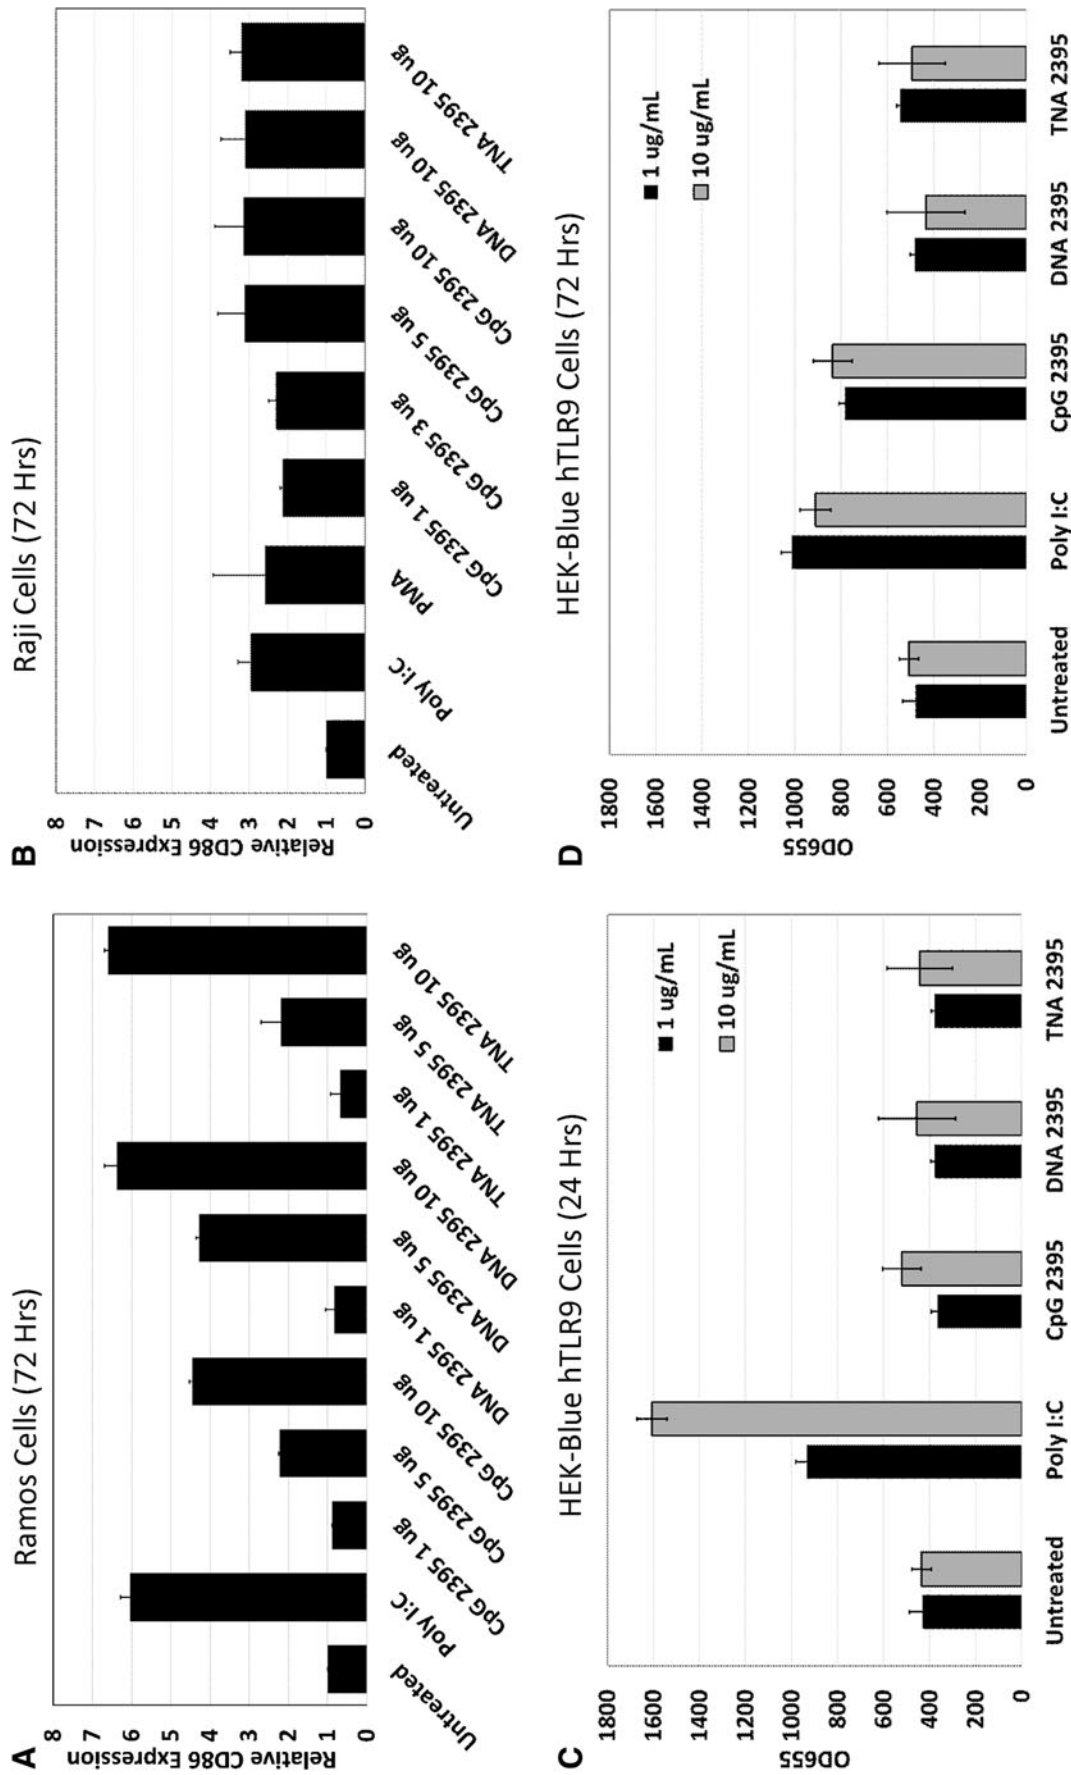 A
Ramos Cells (72 Hrs)
Relative CD86 Expression
8
7
6
5
4
3
2
1
0
Untreated
Poly I:C
CpG 2395 1 ug
CpG 2395 5 ug
CpG 2395 10 ug
DNA 2395 1 ug
DNA 2395 5 ug
DNA 2395 10 ug
TNA 2395 1 ug
TNA 2395 5 ug
TNA 2395 10 ug
B
Raji Cells (72 Hrs)
Relative CD86 Expression
8
7
6
5
4
3
2
1
0
Untreated
Poly I:C
PMA
CpG 2395 1 ug
CpG 2395 3 ug
CpG 2395 5 ug
CpG 2395 10 ug
DNA 2395 10 ug
TNA 2395 10 ug
C
HEK-Blue hTLR9 Cells (24 Hrs)
OD655
1800
1600
1400
1200
1000
800
600
400
200
0
1 ug/mL
10 ug/mL
Untreated
Poly I:C
CpG 2395
DNA 2395
TNA 2395
D
HEK-Blue hTLR9 Cells (72 Hrs)
OD655
1800
1600
1400
1200
1000
800
600
400
200
0
1 ug/mL
10 ug/mL
Untreated
Poly I:C
CpG 2395
DNA 2395
TNA 2395